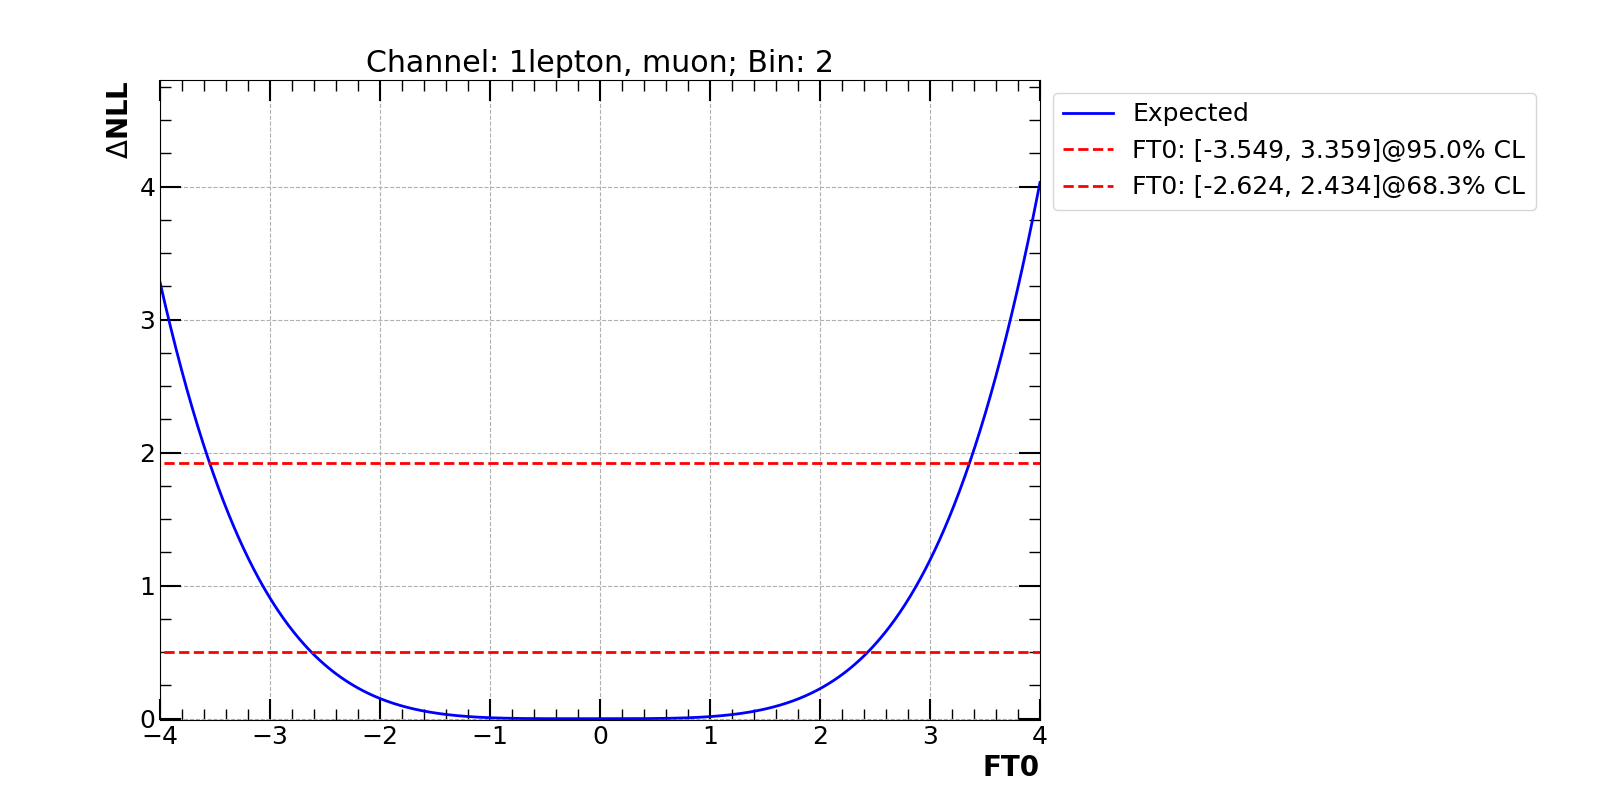 Channel: 1lepton, muon; Bin: 2
ΔNLL
4
3
2
1
0
−4 −3 −2 −1 0 1 2 3 4
FT0
Expected
FT0: [-3.549, 3.359]@95.0% CL
FT0: [-2.624, 2.434]@68.3% CL